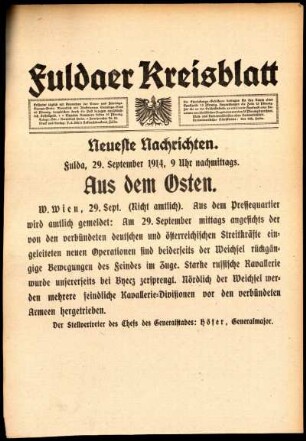 Fuldaer Kreisblatt
Neueste Nachrichten.
Fulda, 29. September 1914, 9 Uhr nachmittags.
Aus dem Osten.
W. Wien, 29. Sept. (Nicht amtlich). Aus dem Pressequartier
wird amtlich gemeldet: Am 29. September mittags angesichts der
von den verbündeten deutschen und österreichischen Streitkräfte ein-
geleiteten neuen Operationen sind beiderseits der Weichsel rückgän-
gige Bewegungen des Feindes im Zuge. Starke russische Kavallerie
wurde unsererseits bei Byecz zersprengt. Nördlich der Weichsel wer-
den mehrere feindliche Kavallerie-Divisionen vor den verbündeten
Armeen hergetrieben.
Der Stellvertreter des Chefs des Generalstabes: Höfer, Generalmajor.